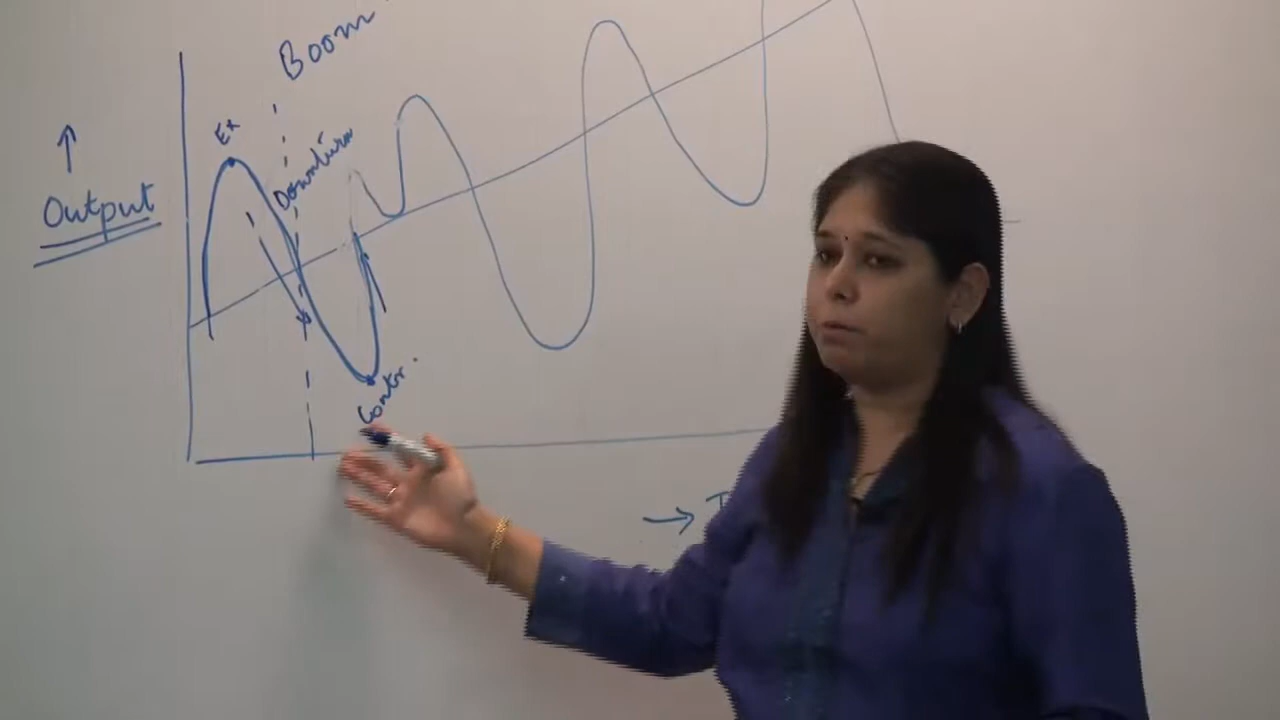 Boom
Ex
Downturn
↑
Output
Contr.
→ T